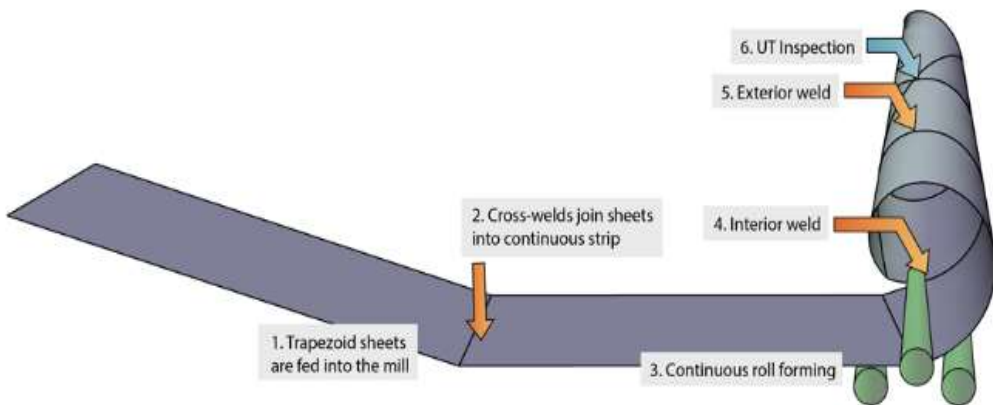 6. UT Inspection
5. Exterior weld
2. Cross-welds join sheets
into continuous strip
4. Interior weld
1. Trapezoid sheets
are fed into the mill
3. Continuous roll forming